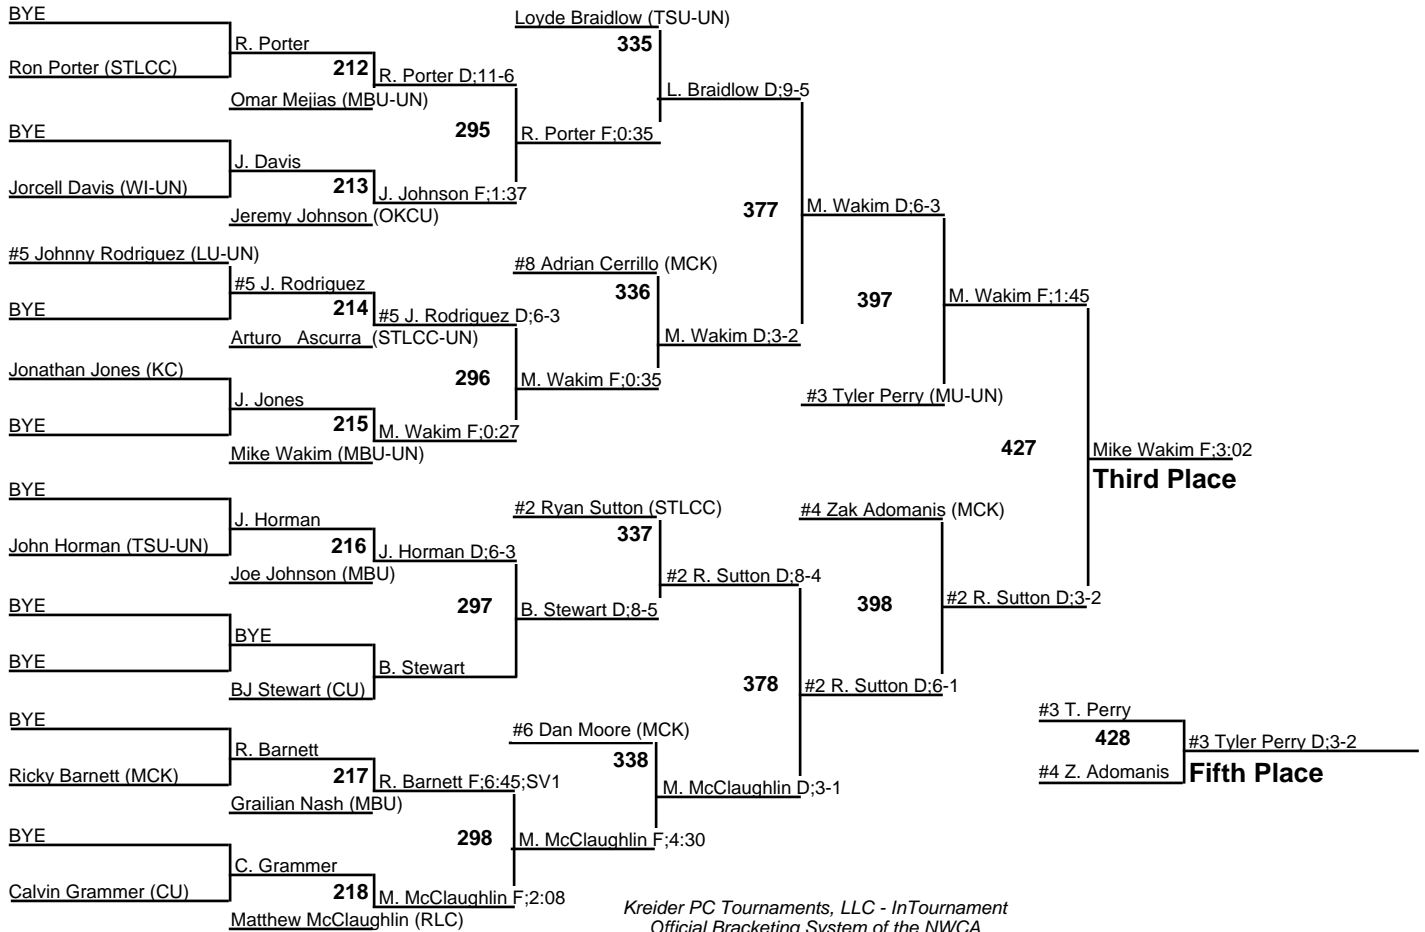 BYE
Loyde Braidlow (TSU-UN)
R. Porter
335
Ron Porter (STLCC)
212
R. Porter D;11-6
Omar Mejias (MBU-UN)
L. Braidlow D;9-5
BYE
295
R. Porter F;0:35
J. Davis
Jorcell Davis (WI-UN)
213
J. Johnson F;1:37
Jeremy Johnson (OKCU)
377
M. Wakim D;6-3
#5 Johnny Rodriguez (LU-UN)
#8 Adrian Cerrillo (MCK)
#5 J. Rodriguez
336
397
M. Wakim F;1:45
BYE
214
#5 J. Rodriguez D;6-3
Arturo Ascurra (STLCC-UN)
M. Wakim D;3-2
Jonathan Jones (KC)
296
M. Wakim F;0:35
J. Jones
#3 Tyler Perry (MU-UN)
BYE
215
M. Wakim F;0:27
Mike Wakim (MBU-UN)
427
Mike Wakim F;3:02
Third Place
BYE
#2 Ryan Sutton (STLCC)
#4 Zak Adomanis (MCK)
J. Horman
337
John Horman (TSU-UN)
216
J. Horman D;6-3
Joe Johnson (MBU)
#2 R. Sutton D;8-4
BYE
297
B. Stewart D;8-5
398
#2 R. Sutton D;3-2
BYE
BYE
B. Stewart
BJ Stewart (CU)
378
#2 R. Sutton D;6-1
BYE
#6 Dan Moore (MCK)
#3 T. Perry
R. Barnett
338
428
#3 Tyler Perry D;3-2
Ricky Barnett (MCK)
217
R. Barnett F;6:45;SV1
#4 Z. Adomanis
Fifth Place
Grailian Nash (MBU)
M. McClaughlin D;3-1
BYE
298
M. McClaughlin F;4:30
C. Grammer
Calvin Grammer (CU)
218
M. McClaughlin F;2:08
Matthew McClaughlin (RLC)
Kreider PC Tournaments, LLC - InTournament
Official Bracketing System of the NWCA